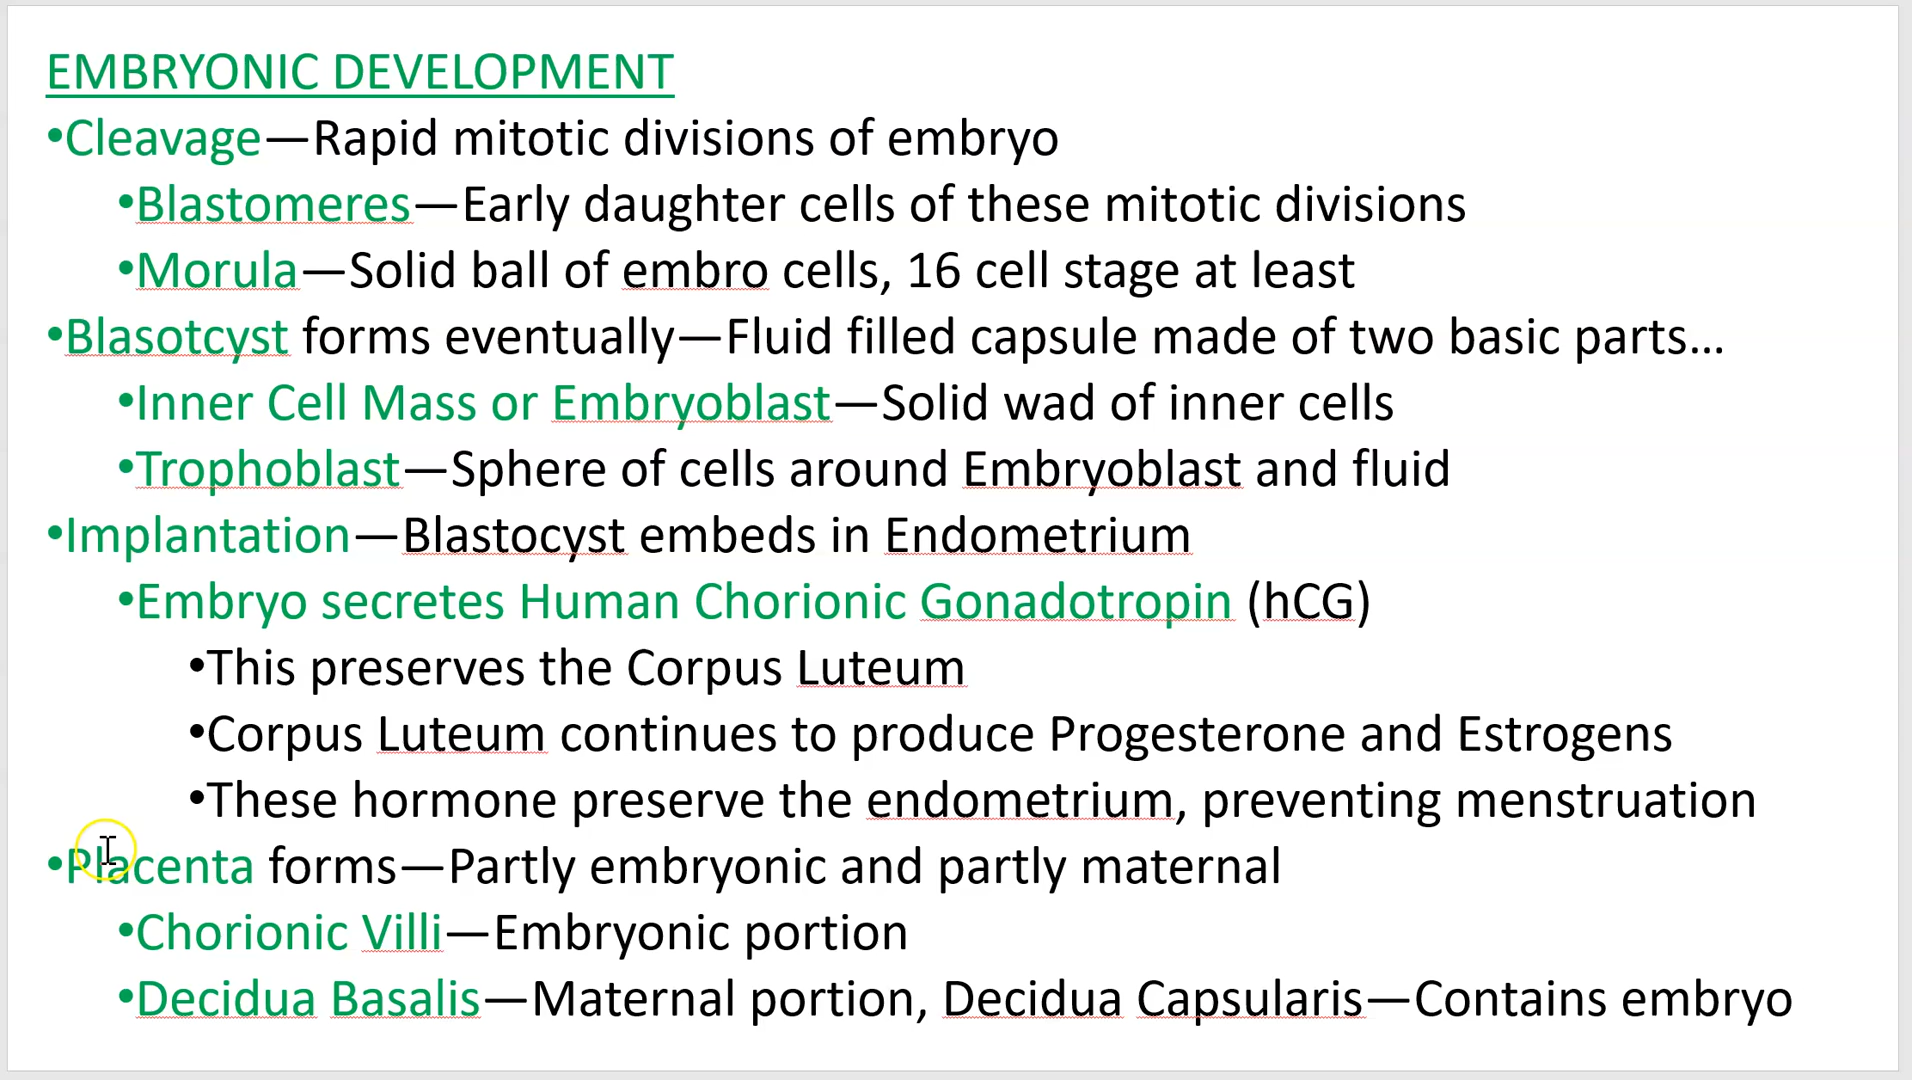 EMBRYONIC DEVELOPMENT
•Cleavage—Rapid mitotic divisions of embryo
•Blastomeres—Early daughter cells of these mitotic divisions
•Morula—Solid ball of embro cells, 16 cell stage at least
•Blasotcyst forms eventually—Fluid filled capsule made of two basic parts…
•Inner Cell Mass or Embryoblast—Solid wad of inner cells
•Trophoblast—Sphere of cells around Embryoblast and fluid
•Implantation—Blastocyst embeds in Endometrium
•Embryo secretes Human Chorionic Gonadotropin (hCG)
•This preserves the Corpus Luteum
•Corpus Luteum continues to produce Progesterone and Estrogens
•These hormone preserve the endometrium, preventing menstruation
•Placenta forms—Partly embryonic and partly maternal
•Chorionic Villi—Embryonic portion
•Decidua Basalis—Maternal portion, Decidua Capsularis—Contains embryo